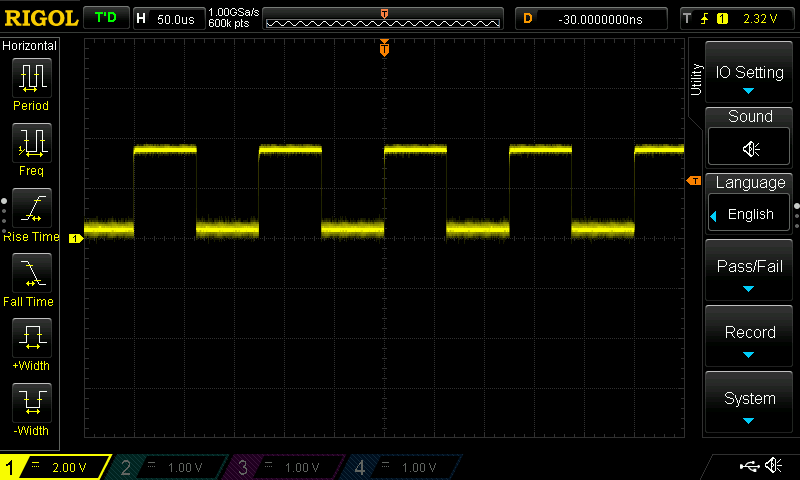 RIGOL T'D H 50.0us 1.00GSa/s 600k pts T D -30.0000000ns T 1 2.32 V
Horizontal
T
Period
Freq
Rise Time
Fall Time
+Width
-Width
1
T
Utility
IO Setting
Sound
Language
English
Pass/Fail
Record
System
1 2.00 V 2 1.00 V 3 1.00 V 4 1.00 V